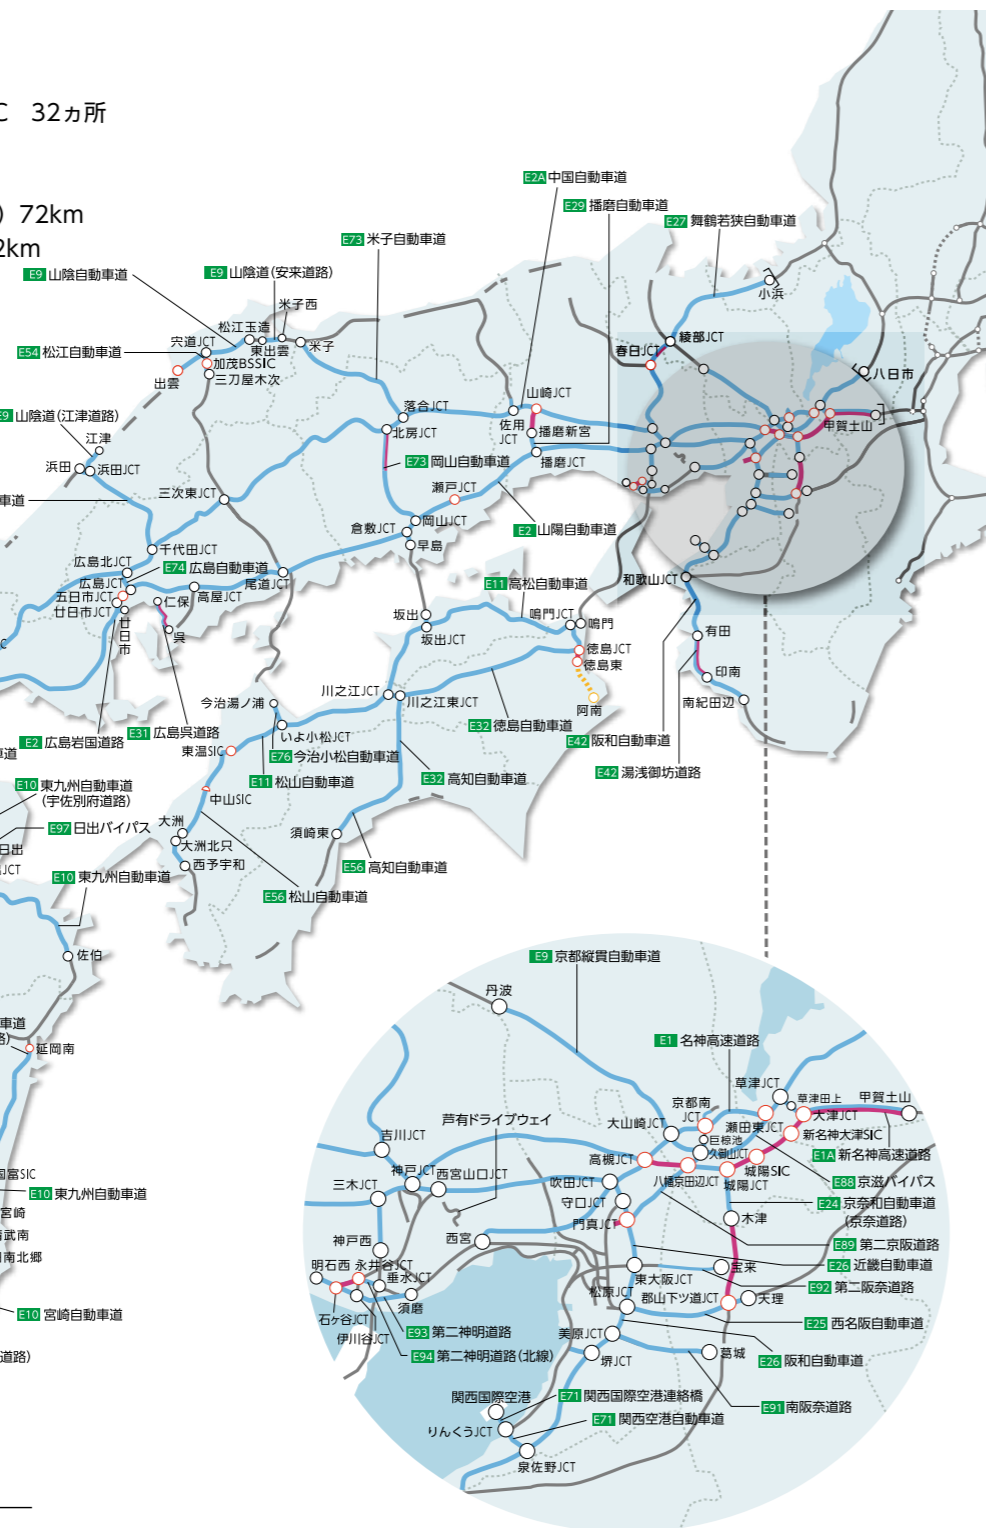 C 32ヵ所
) 72km
2km
E2A 中国自動車道
E29 播磨自動車道
E27 舞鶴若狭自動車道
E73 米子自動車道
E9 山陰自動車道
E9 山陰道(安来道路)
米子西
松江玉造
宍道JCT
東出雲
米子
小浜
E54 松江自動車道
加茂BSSIC
三刀屋木次
出雲
綾部JCT
春日JCT
八日市
E9 山陰道(江津道路)
江津
浜田
浜田JCT
車道
落合JCT
北房JCT
山崎JCT
佐用
JCT
播磨新宮
播磨JCT
甲賀土山
E73 岡山自動車道
瀬戸JCT
三次東JCT
倉敷JCT
岡山JCT
早島
E2 山陽自動車道
千代田JCT
広島北JCT
E74 広島自動車道
広島JCT
五日市JCT
廿日市JCT
廿日市
仁保
呉
高屋JCT
尾道JCT
E11 高松自動車道
和歌山JCT
坂出
坂出JCT
鳴門JCT
鳴門
徳島JCT
徳島東
阿南
有田
印南
南紀田辺
C
今治湯ノ浦
川之江JCT
川之江東JCT
いよ小松JCT
E2 広島岩国道路
E31 広島呉道路
東温SIC
E76 今治小松自動車道
E32 徳島自動車道
E42 阪和自動車道
E42 湯浅御坊道路
車道
E11 松山自動車道
E32 高知自動車道
E10 東九州自動車道
(宇佐別府道路)
中山SIC
E97 日出バイパス
日出
大洲
大洲北只
西予宇和
須崎東
JCT
E10 東九州自動車道
E56 高知自動車道
E56 松山自動車道
佐伯
車道
路)
延岡南
国富SIC
E10 東九州自動車道
宮崎
清武南
南北郷
E10 宮崎自動車道
道路)
E9 京都縦貫自動車道
丹波
E1 名神高速道路
草津JCT
草津田上
甲賀土山
京都南
JCT
大山崎JCT
瀬田東JCT
大津JCT
新名神大津SIC
芦有ドライブウェイ
巨椋池
久御山JCT
吉川JCT
高槻JCT
E1A 新名神高速道路
神戸JCT
西宮山口JCT
吹田JCT
八幡京田辺JCT
城陽SIC
城陽JCT
E88 京滋バイパス
三木JCT
守口JCT
E24 京奈和自動車道
(京奈道路)
門真JCT
木津
神戸西
西宮
E89 第二京阪道路
明石西
永井谷JCT
垂水JCT
東大阪JCT
宝来
E26 近畿自動車道
E92 第二阪奈道路
松原JCT
郡山下ツ道JCT
天理
須磨
石ヶ谷JCT
伊川谷JCT
E93 第二神明道路
美原JCT
E25 西名阪自動車道
E94 第二神明道路(北線)
堺JCT
葛城
E26 阪和自動車道
関西国際空港
E71 関西国際空港連絡橋
E91 南阪奈道路
りんくうJCT
E71 関西空港自動車道
泉佐野JCT